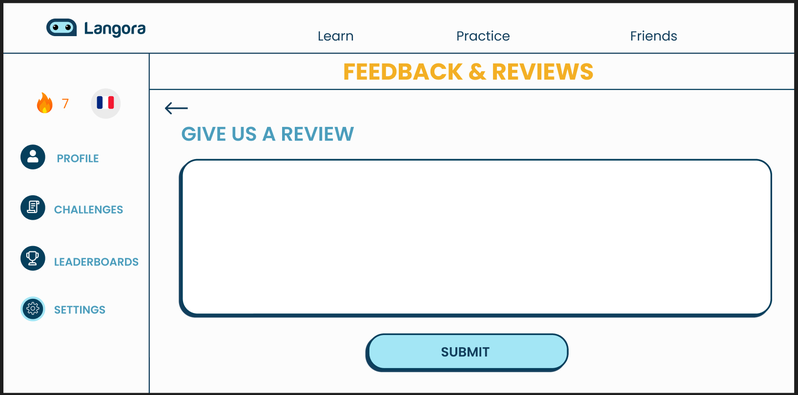 Langora
Learn
Practice
Friends
FEEDBACK & REVIEWS
7
GIVE US A REVIEW
PROFILE
CHALLENGES
LEADERBOARDS
SETTINGS
SUBMIT